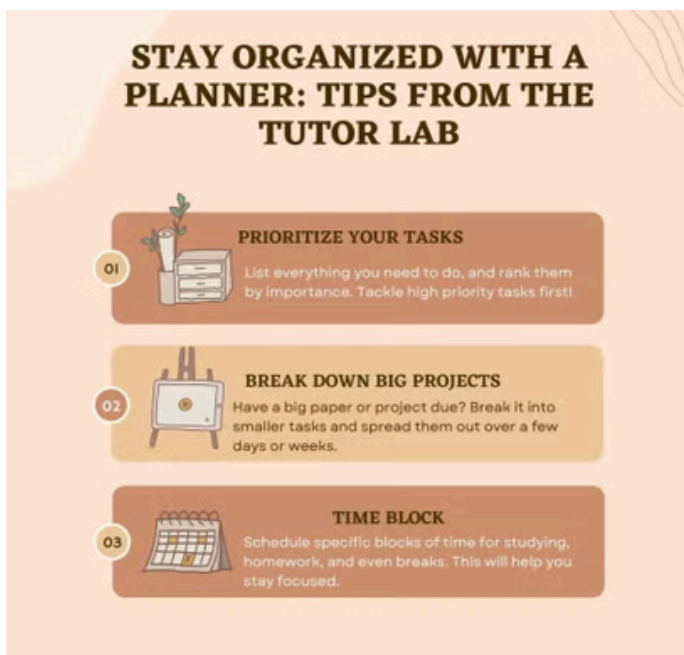 STAY ORGANIZED WITH A
PLANNER: TIPS FROM THE
TUTOR LAB
01
PRIORITIZE YOUR TASKS
List everything you need to do, and rank them
by importance. Tackle high priority tasks first!
02
BREAK DOWN BIG PROJECTS
Have a big paper or project due? Break it into
smaller tasks and spread them out over a few
days or weeks.
03
TIME BLOCK
Schedule specific blocks of time for studying,
homework, and even breaks. This will help you
stay focused.